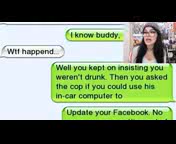 I know buddy,
Wtf happend...
Well you kept on insisting you
weren't drunk. Then you asked
the cop if you could use his
in-car computer to
Update your Facebook. No